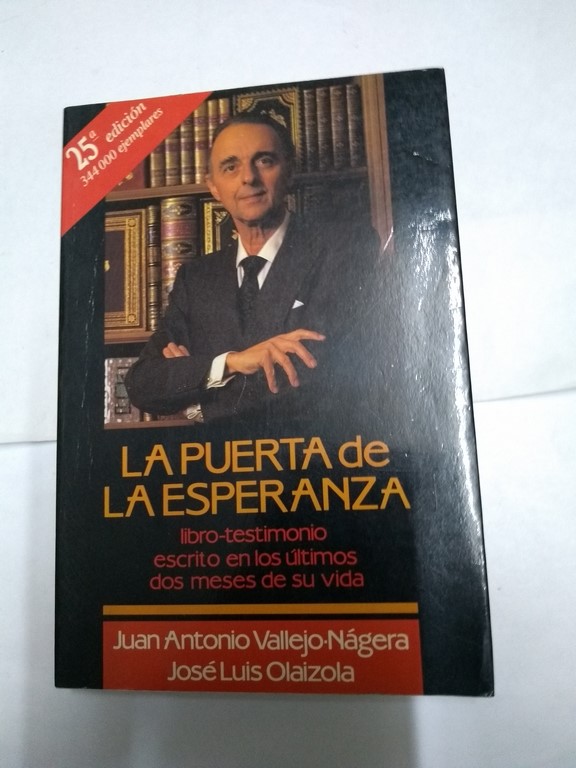 25ª edición
344 000 ejemplares
LA PUERTA de
LA ESPERANZA
libro-testimonio
escrito en los últimos
dos meses de su vida
Juan Antonio Vallejo-Nágera
José Luis Olaizola